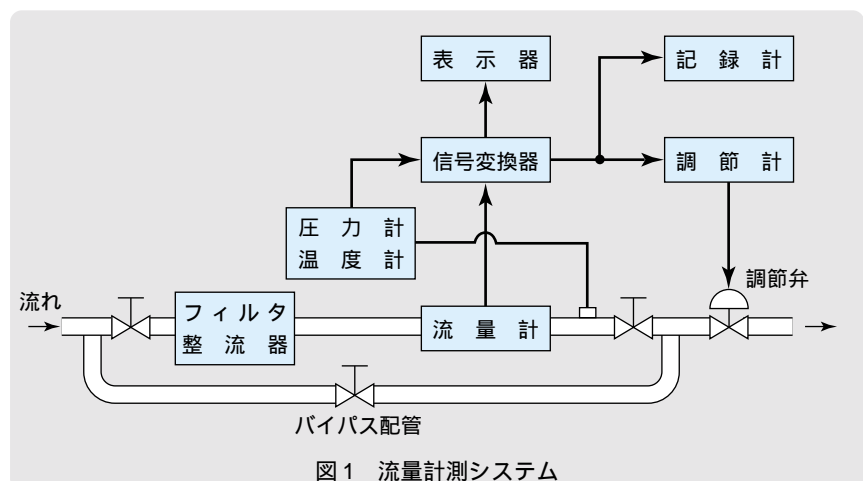 表示器
記録計
信号変換器
調節計
圧力計
温度計
調節弁
流れ
フィルタ
整流器
流量計
バイパス配管
図1 流量計測システム